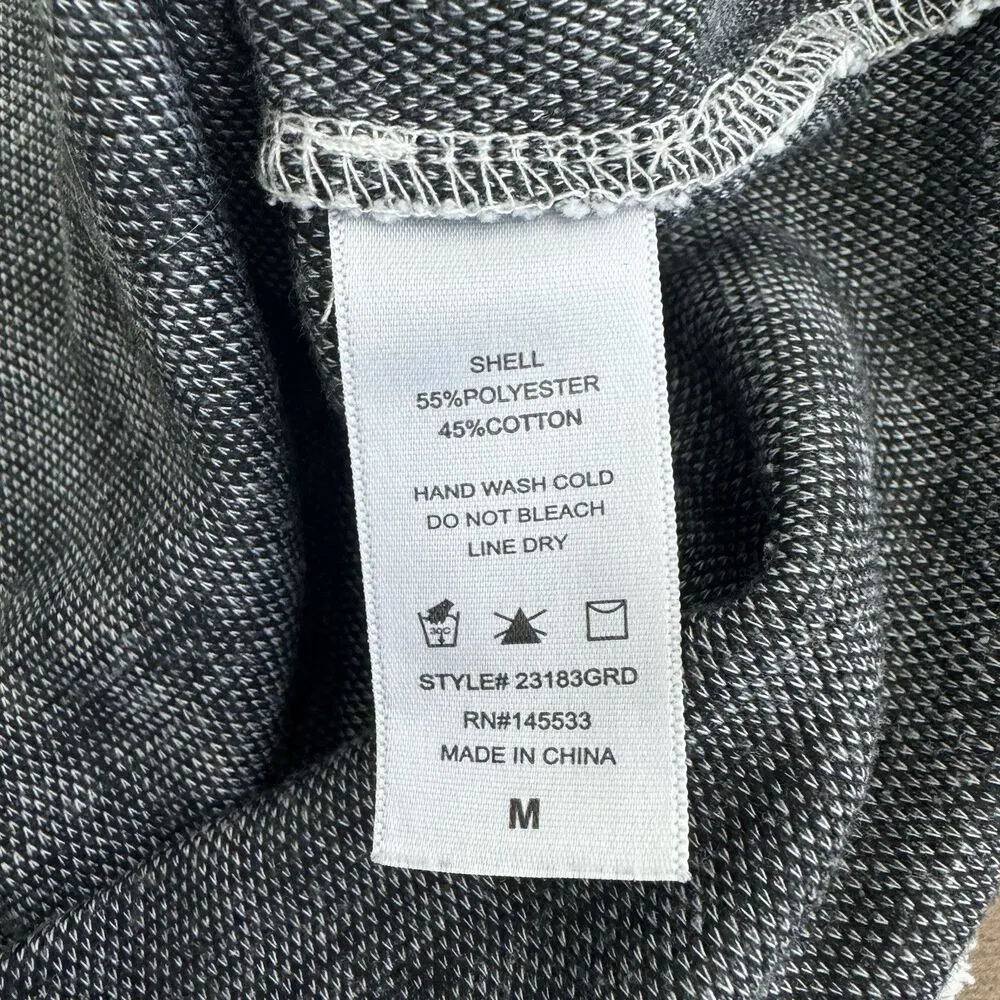 SHELL
55%POLYESTER
45%COTTON
HAND WASH COLD
DO NOT BLEACH
LINE DRY
30C
STYLE# 23183GRD
RN#145533
MADE IN CHINA
M